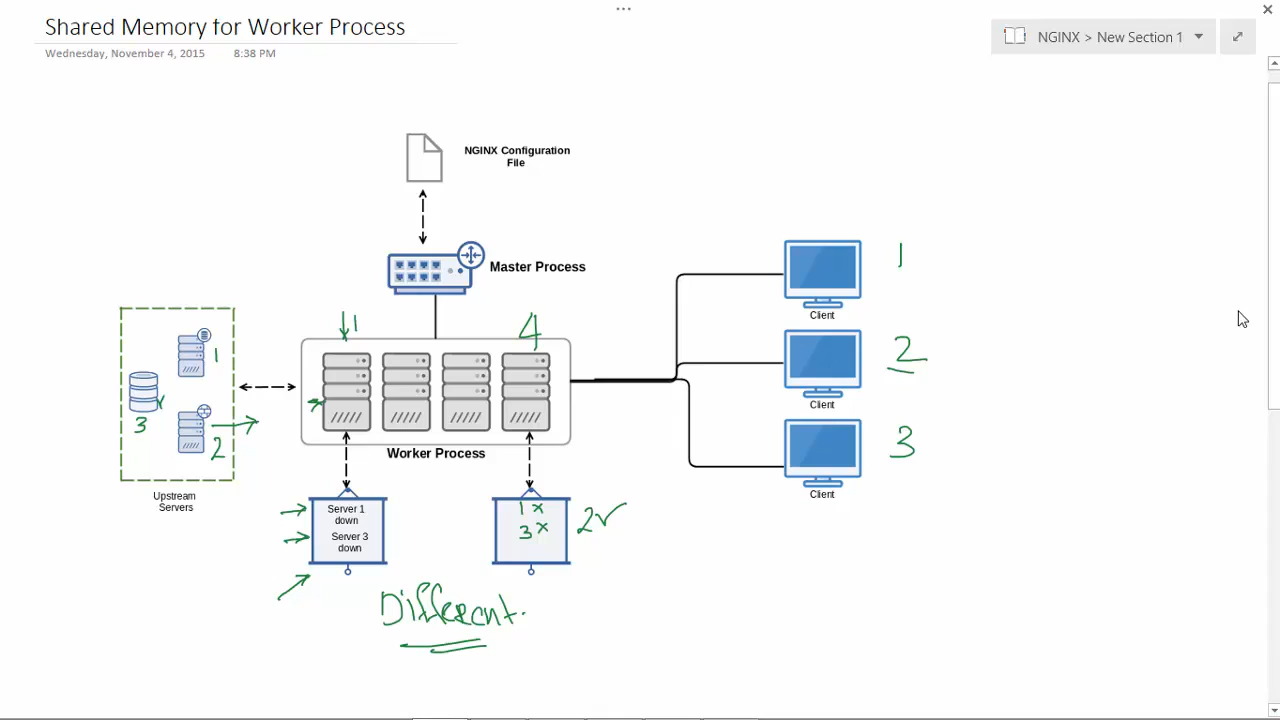 Shared Memory for Worker Process
Wednesday, November 4, 2015 8:38 PM
NGINX > New Section 1
NGINX Configuration
File
Master Process
1
Client
2
Client
3
Client
1
4
1
3
2
Upstream
Servers
Worker Process
Server 1
down
Server 3
down
1 x
3 x
2✓
Different.